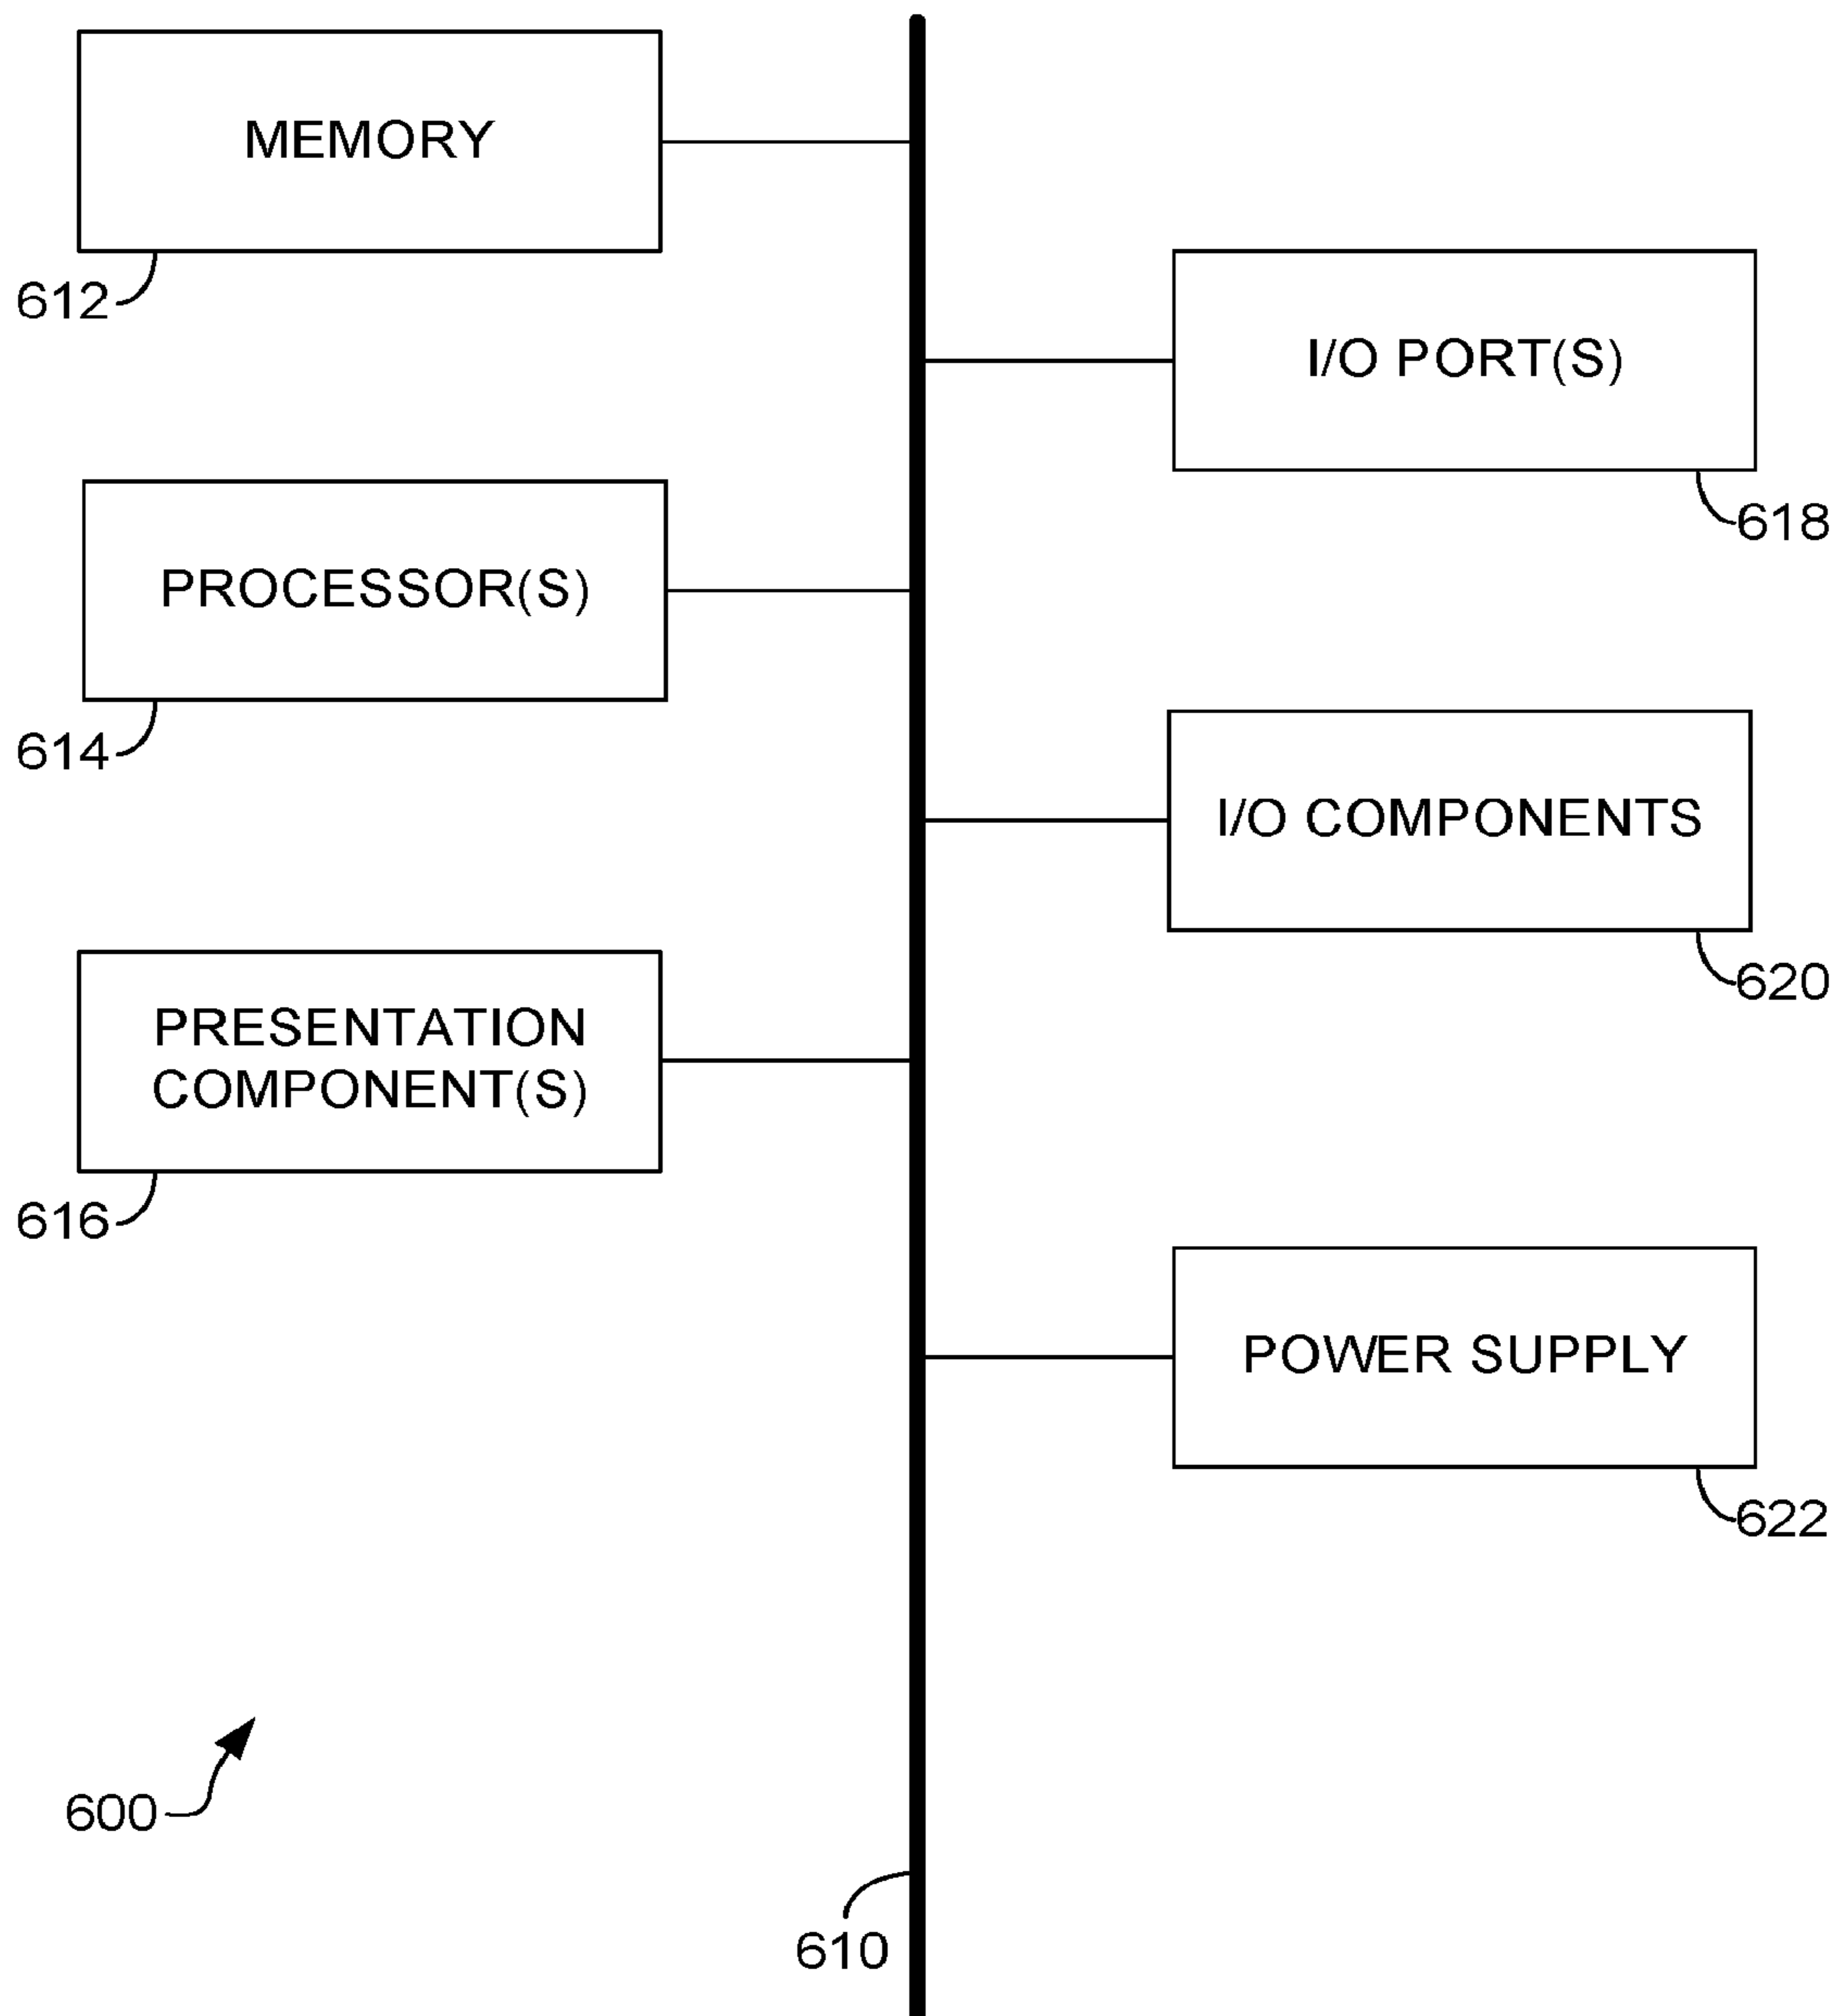 MEMORY
612
I/O PORT(S)
618
PROCESSOR(S)
614
I/O COMPONENTS
620
PRESENTATION
COMPONENT(S)
616
POWER SUPPLY
622
600
610